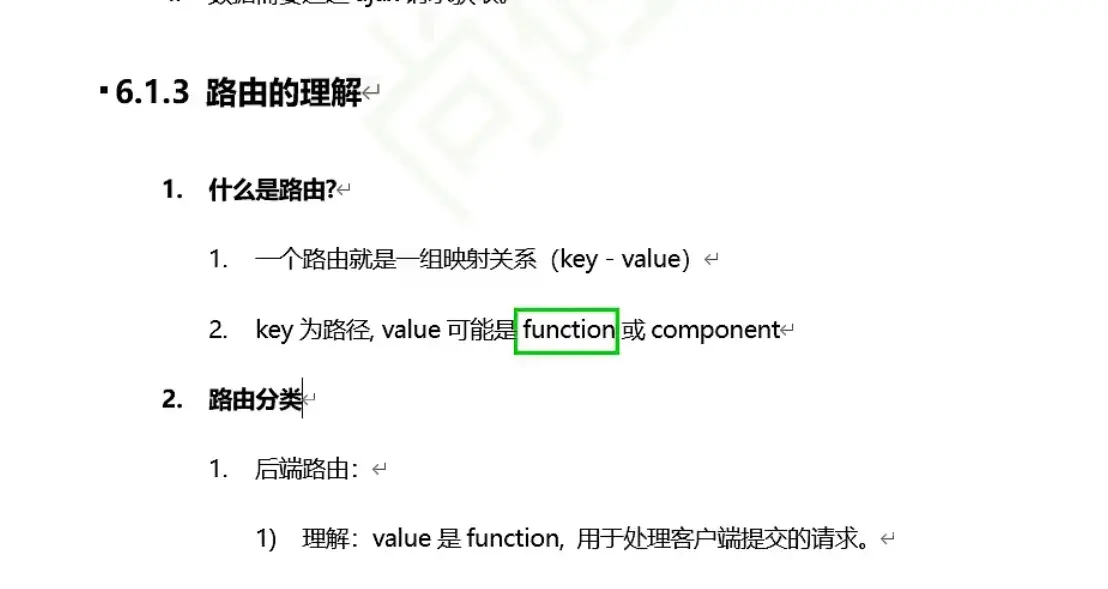 6.1.3 路由的理解
1. 什么是路由?
1. 一个路由就是一组映射关系（key - value）
2. key 为路径, value 可能是 function 或 component
2. 路由分类
1. 后端路由：
1) 理解：value 是 function, 用于处理客户端提交的请求。